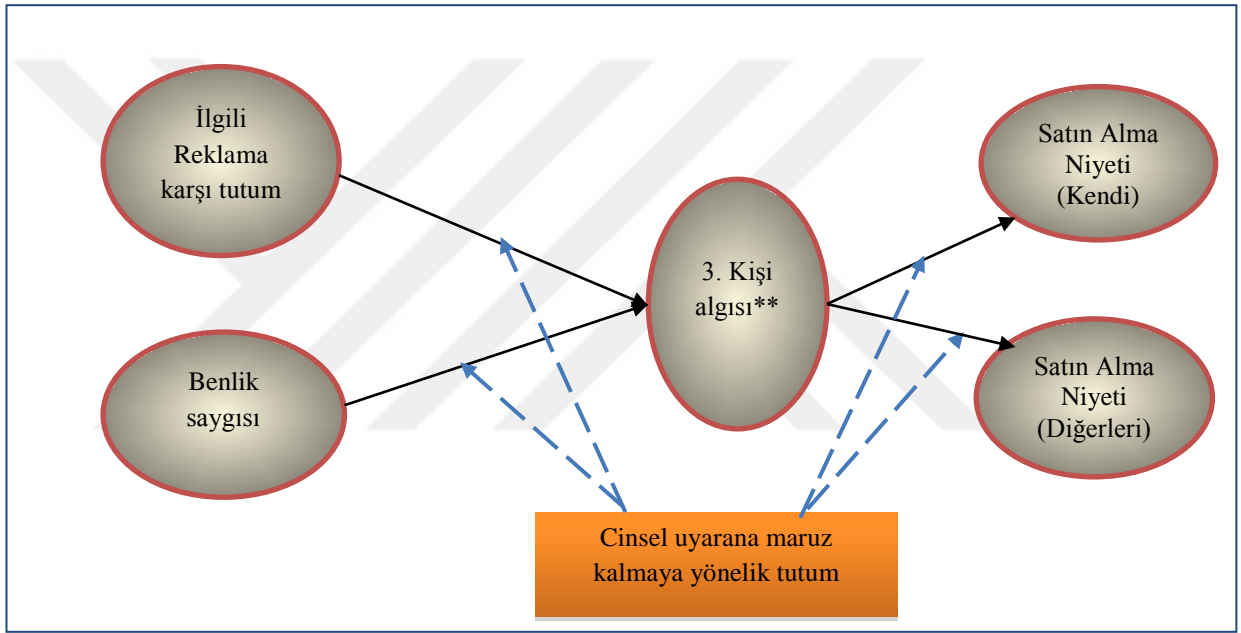 İlgili
Reklama
karşı tutum
Benlik
saygısı
3. Kişi
algısı**
Satın Alma
Niyeti
(Kendi)
Satın Alma
Niyeti
(Diğerleri)
Cinsel uyarana maruz
kalmaya yönelik tutum